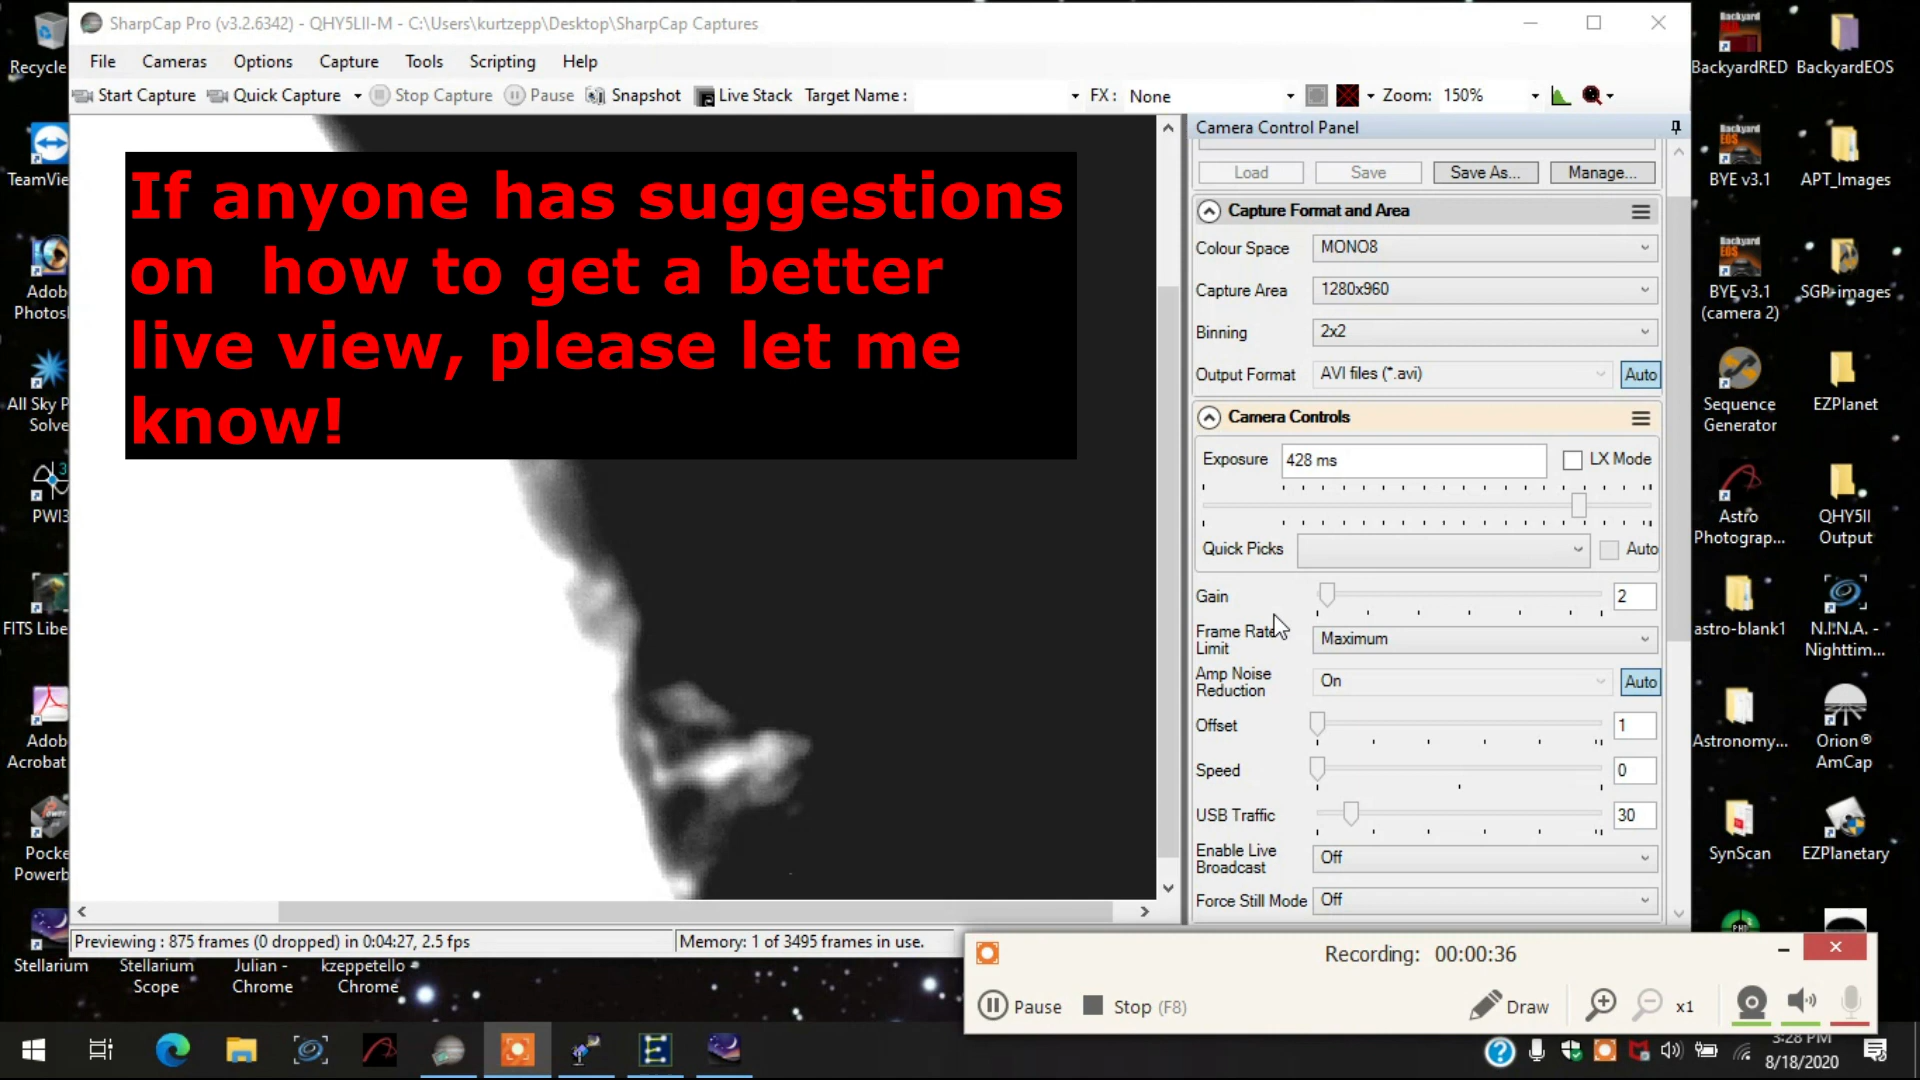 SharpCap Pro (v3.2.6342) - QHY5LII-M - C:\Users\kurtzepp\Desktop\SharpCap Captures
File Cameras Options Capture Tools Scripting Help
Start Capture Quick Capture Stop Capture Pause Snapshot Live Stack Target Name : FX : None Zoom: 150%
If anyone has suggestions
on how to get a better
live view, please let me
know!
Camera Control Panel
Load Save Save As... Manage...
Capture Format and Area
Colour Space MONO8
Capture Area 1280x960
Binning 2x2
Output Format AVI files (*.avi) Auto
Camera Controls
Exposure 428 ms LX Mode
Quick Picks Auto
Gain 2
Frame Rate
Limit
Maximum
Amp Noise
Reduction
On Auto
Offset 1
Speed 0
USB Traffic 30
Enable Live
Broadcast
Off
Force Still Mode Off
Previewing : 875 frames (0 dropped) in 0:04:27, 2.5 fps
Memory: 1 of 3495 frames in use.
Recording: 00:00:36
Pause Stop (F8) Draw x1
Recycle
TeamVie
Adob
Photosh
All Sky P
Solve
PWI3
FITS Libe
Adob
Acrobat
Pocke
Powerb
Stellarium
Stellarium
Scope
Julian -
Chrome
kzeppetello -
Chrome
BackyardRED
BackyardEOS
BYE v3.1
APT_Images
BYE v3.1
(camera 2)
SGP-images
Sequence
Generator
EZPlanet
Astro
Photograp...
QHY5II
Output
astro-blank1
N.I.N.A. -
Nighttim...
Astronomy...
Orion®
AmCap
SynScan
EZPlanetary
3:28 PM
8/18/2020